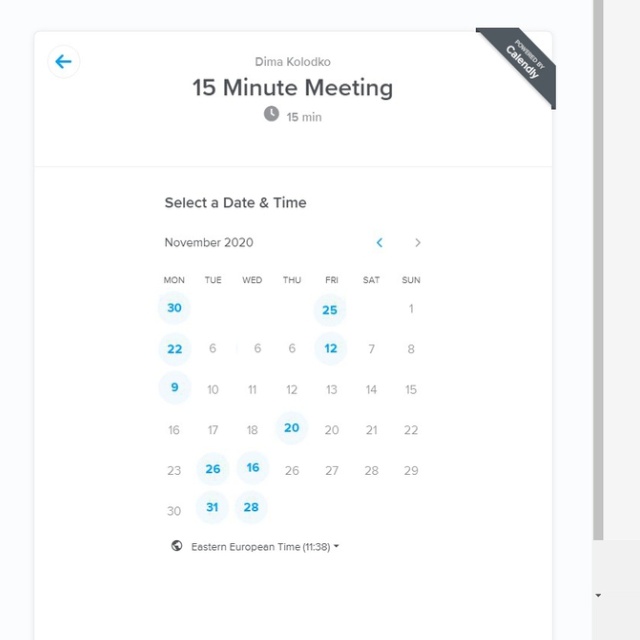 POWERED BY
Calendly
Dima Kolodko
15 Minute Meeting
15 min
Select a Date & Time
November 2020
MON TUE WED THU FRI SAT SUN
30 25 1
22 6 6 6 12 7 8
9 10 11 12 13 14 15
16 17 18 20 20 21 22
23 26 16 26 27 28 29
30 31 28
Eastern European Time (11:38)